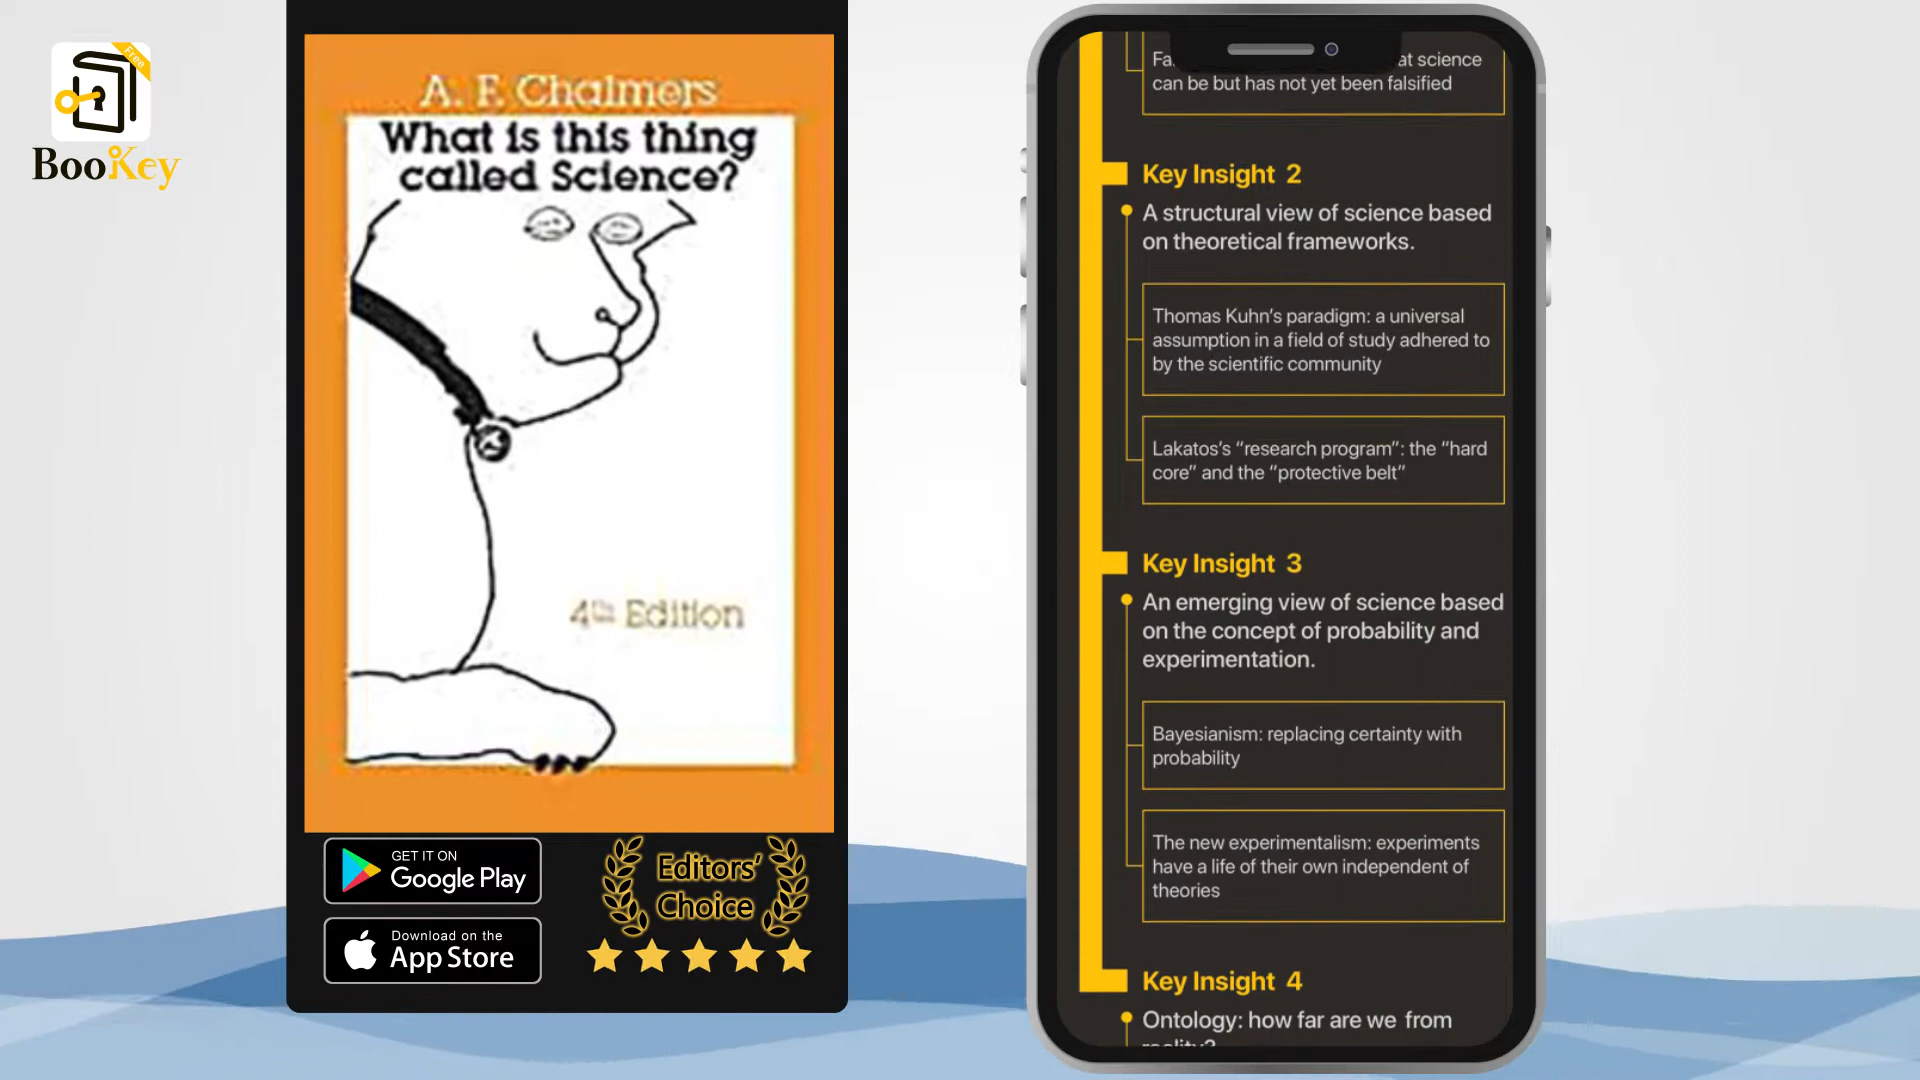 Free
BooKey
A. F. Chalmers
What is this thing
called Science?
4th Edition
GET IT ON
Google Play
Download on the
App Store
Editors’
Choice
at science
can be but has not yet been falsified
Key Insight 2
A structural view of science based
on theoretical frameworks.
Thomas Kuhn’s paradigm: a universal
assumption in a field of study adhered to
by the scientific community
Lakatos’s “research program”: the “hard
core” and the “protective belt”
Key Insight 3
An emerging view of science based
on the concept of probability and
experimentation.
Bayesianism: replacing certainty with
probability
The new experimentalism: experiments
have a life of their own independent of
theories
Key Insight 4
Ontology: how far are we from